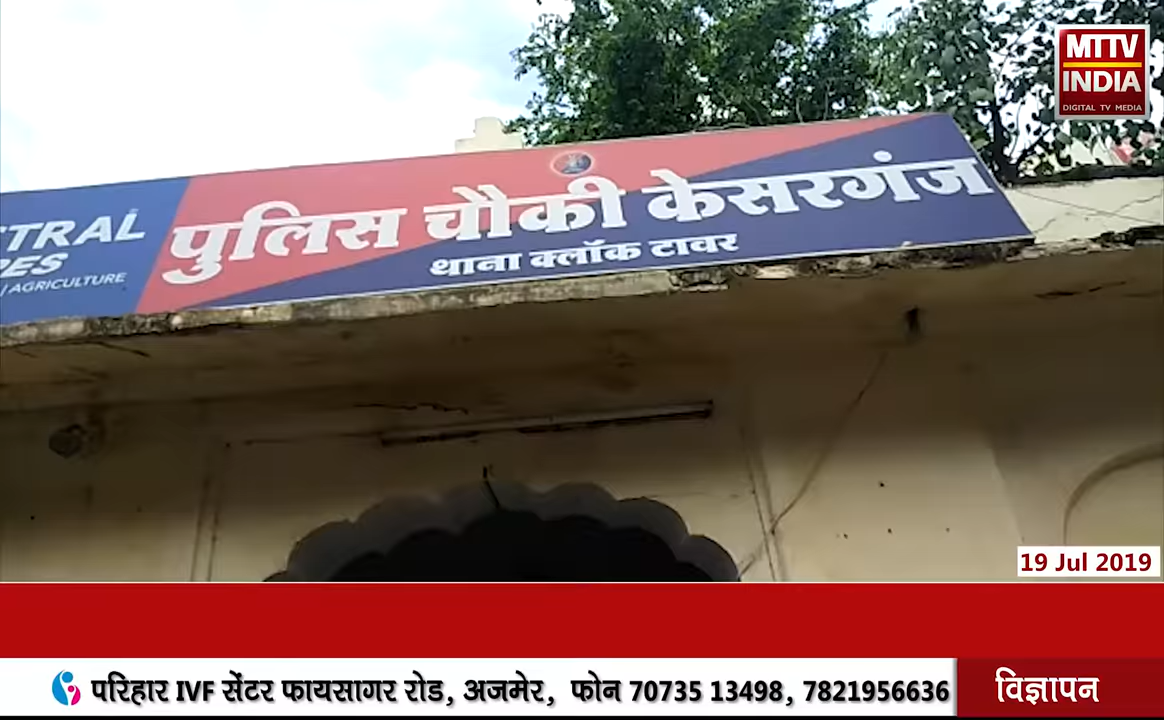 MTTV
INDIA
DIGITAL TV MEDIA
पुलिस चौकी केसरगंज
थाना क्लॉक टावर
TRAL
RES
| AGRICULTURE
19 Jul 2019
परिहार IVF सेंटर फायसागर रोड, अजमेर, फोन 70735 13498, 7821956636
विज्ञापन